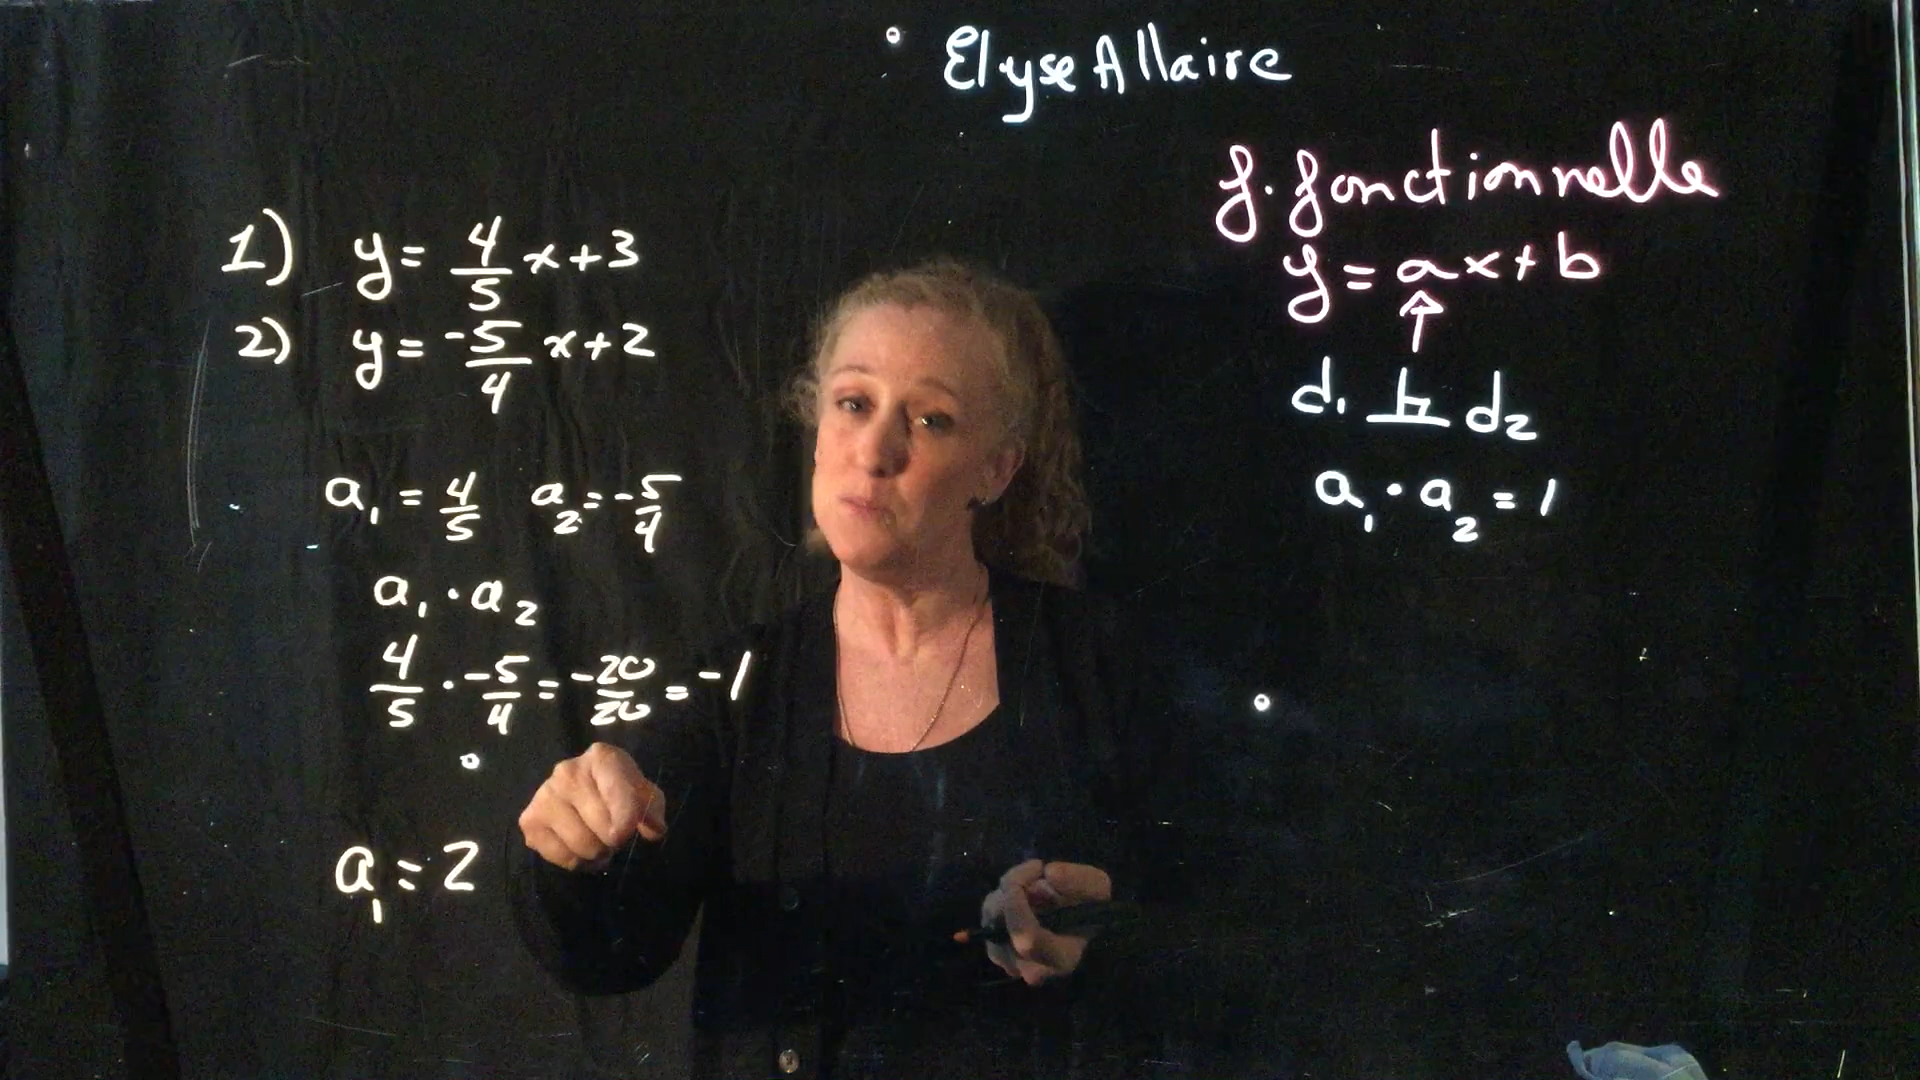 Elyse Allaire
f. fonctionnelle
y = ax + b
↑
d₁ ⊥ d₂
a₁ · a₂ = 1
1) y = 4/5 x + 3
2) y = -5/4 x + 2
a₁ = 4/5 a₂ = -5/4
a₁ · a₂
4/5 · -5/4 = -20/20 = -1
a₁ = 2